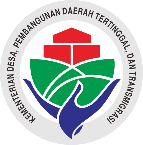 KEMENTERIAN DESA, PEMBANGUNAN DAERAH TERTINGGAL, DAN TRANSMIGRASI